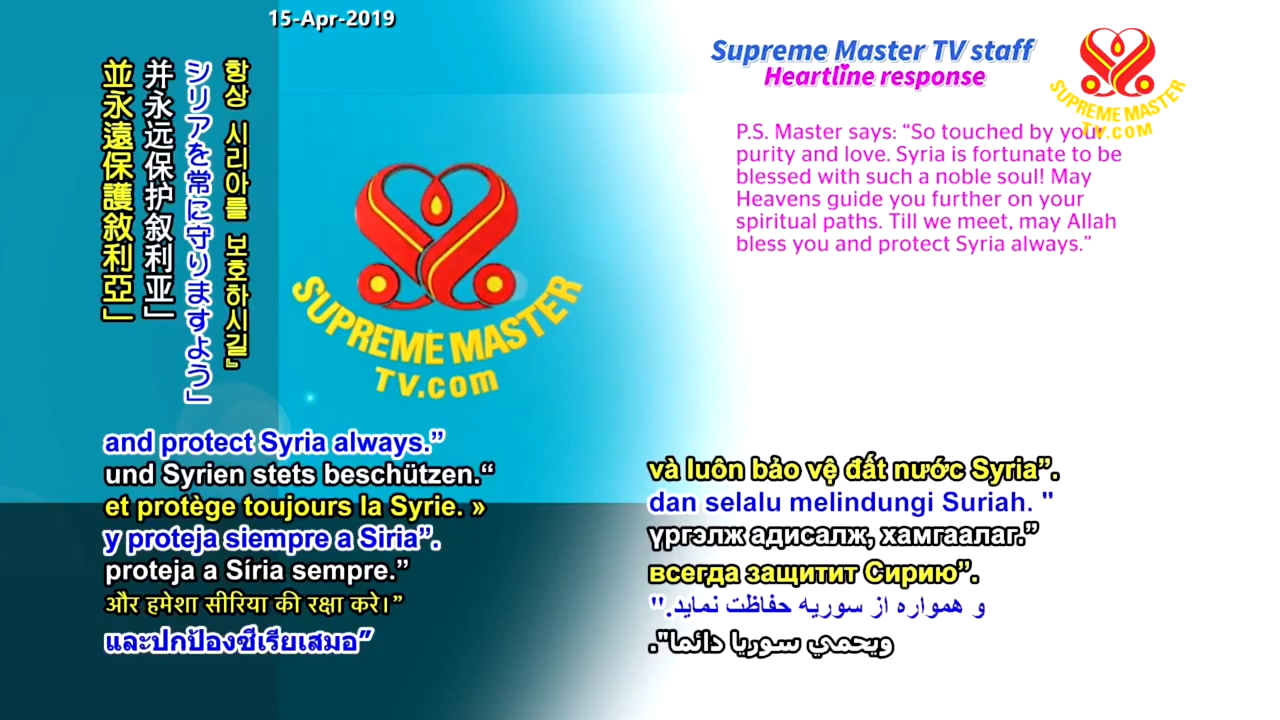 15-Apr-2019
Supreme Master TV staff
Heartline response
SUPREME MASTER
TV.COM
P.S. Master says: “So touched by your
purity and love. Syria is fortunate to be
blessed with such a noble soul! May
Heavens guide you further on your
spiritual paths. Till we meet, may Allah
bless you and protect Syria always.”
항상 시리아를 보호하시길』
シリアを常に守りますよう」
并永远保护叙利亚」
並永遠保護敘利亞」
SUPREME MASTER
TV.com
and protect Syria always.”
und Syrien stets beschützen.“
et protège toujours la Syrie. »
y proteja siempre a Siria”.
proteja a Síria sempre.”
और हमेशा सीरिया की रक्षा करे।”
และปกป้องซีเรียเสมอ”
và luôn bảo vệ đất nước Syria”.
dan selalu melindungi Suriah. "
үргэлж адисалж, хамгаалаг.”
всегда защитит Сирию”.
و همواره از سوریه حفاظت نماید."
ويحمي سوريا دائما".